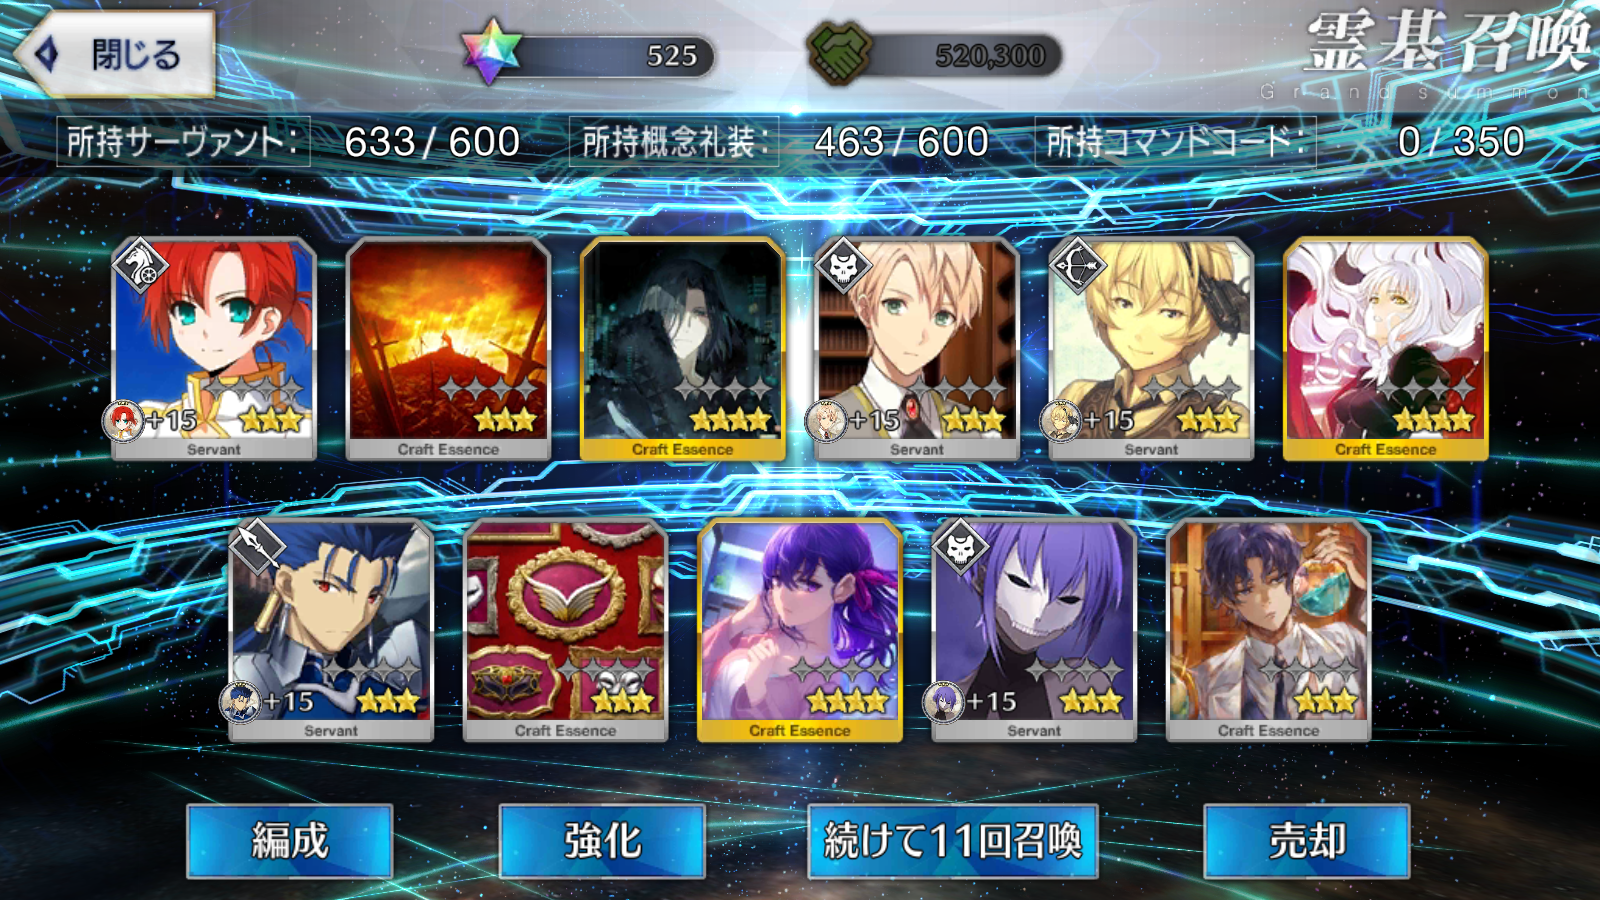 閉じる
525
520,300
霊基召喚
Grand summon
所持サーヴァント: 633 / 600
所持概念礼装: 463 / 600
所持コマンドコード: 0 / 350
+15
+15
+15
Servant
Craft Essence
Craft Essence
Servant
Servant
Craft Essence
+15
+15
Servant
Craft Essence
Craft Essence
Servant
Craft Essence
編成
強化
続けて11回召喚
売却